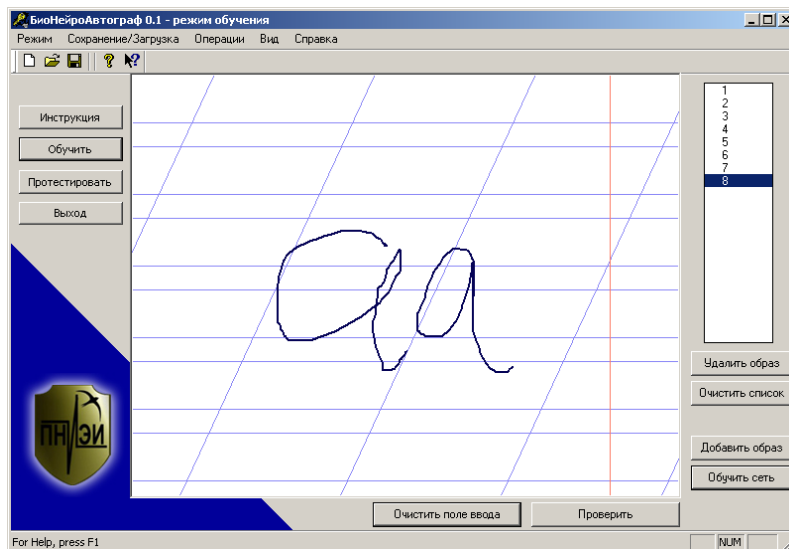 БиоНейроАвтограф 0.1 - режим обучения
Режим Сохранение/Загрузка Операции Вид Справка
Инструкция
Обучить
Протестировать
Выход
1
2
3
4
5
6
7
8
Удалить образ
Очистить список
Добавить образ
Обучить сеть
ПНИЭИ
Очистить поле ввода Проверить
For Help, press F1 NUM